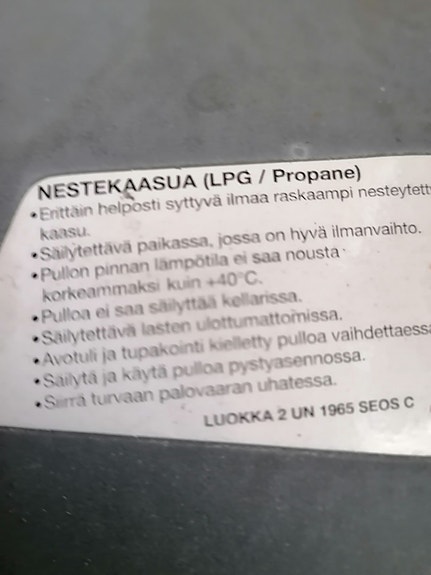 NESTEKAASUA (LPG / Propane)
•Erittäin helposti syttyvä ilmaa raskaampi nesteytett
kaasu.
•Säilytettävä paikassa, jossa on hyvä ilmanvaihto.
•Pullon pinnan lämpötila ei saa nousta
korkeammaksi kuin +40°C.
•Pulloa ei saa säilyttää kellarissa.
•Säilytettävä lasten ulottumattomissa.
•Avotuli ja tupakointi kielletty pulloa vaihdettaessa
•Säilytä ja käytä pulloa pystyasennossa.
•Siirrä turvaan palovaaran uhatessa.
LUOKKA 2 UN 1965 SEOS C